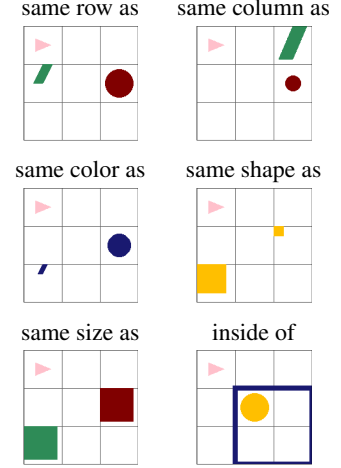 same row as
same column as
same color as
same shape as
same size as
inside of